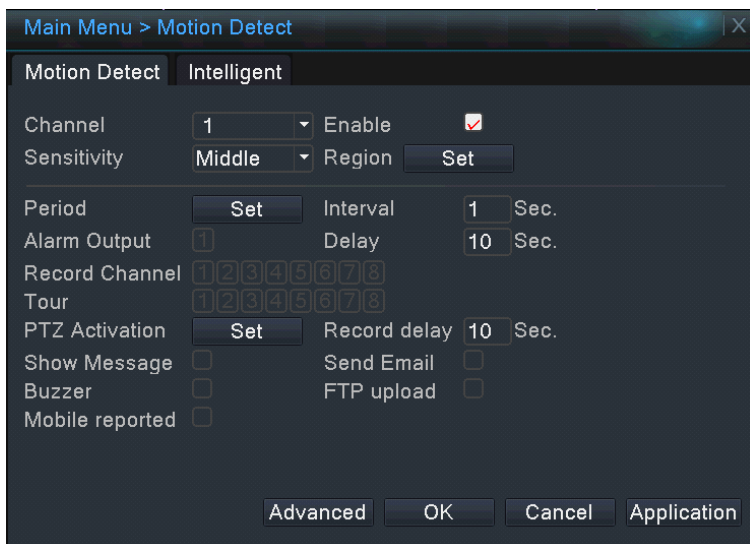 Main Menu > Motion Detect X
Motion Detect Intelligent
Channel 1 Enable
Sensitivity Middle Region Set
Period Set Interval 1 Sec.
Alarm Output 1 Delay 10 Sec.
Record Channel 1 2 3 4 5 6 7 8
Tour 1 2 3 4 5 6 7 8
PTZ Activation Set Record delay 10 Sec.
Show Message Send Email
Buzzer FTP upload
Mobile reported
Advanced OK Cancel Application